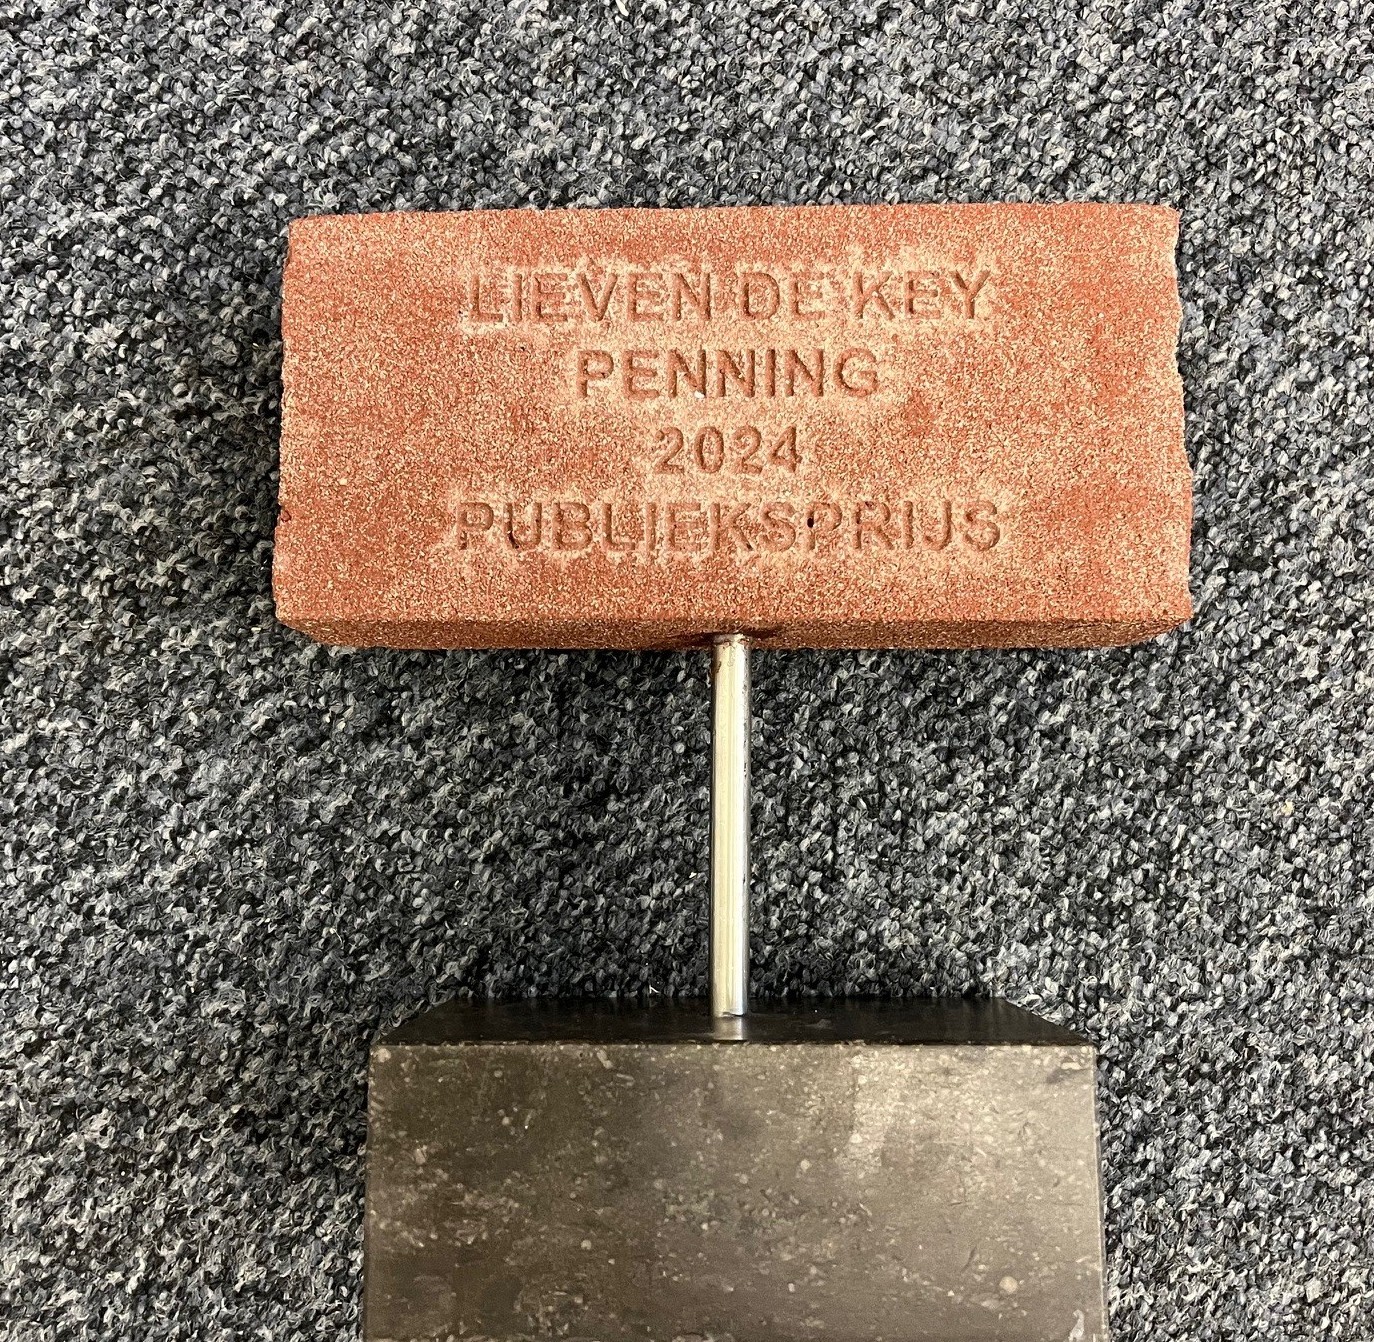 LIEVEN DE KEY
PENNING
2024
PUBLIEKSPRIJS